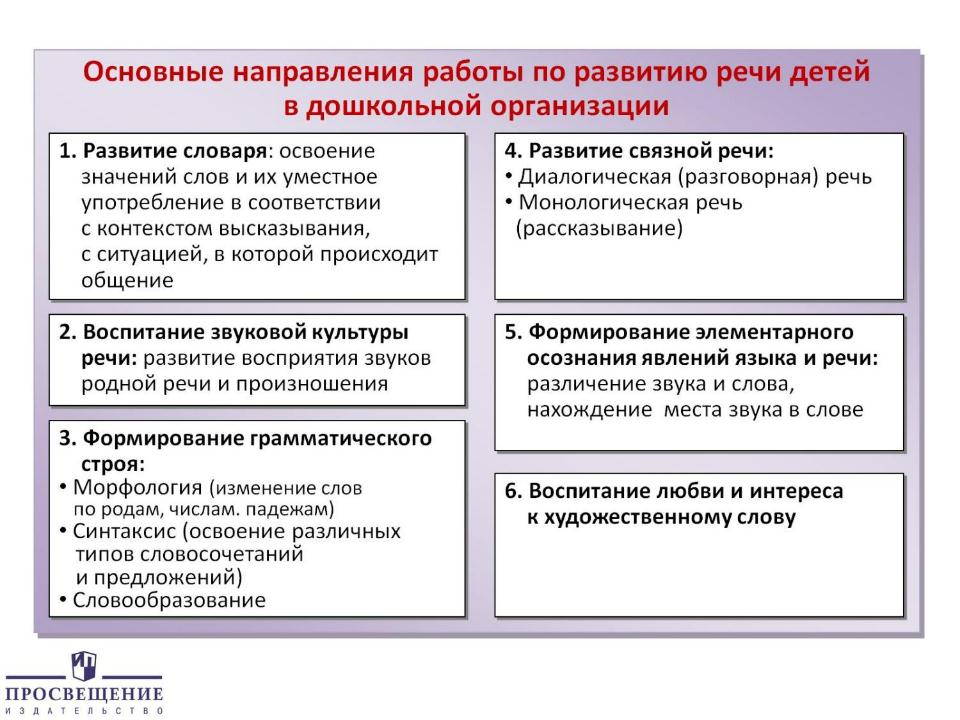 Основные направления работы по развитию речи детей
в дошкольной организации
1. Развитие словаря: освоение
значений слов и их уместное
употребление в соответствии
с контекстом высказывания,
с ситуацией, в которой происходит
общение
2. Воспитание звуковой культуры
речи: развитие восприятия звуков
родной речи и произношения
3. Формирование грамматического
строя:
• Морфология (изменение слов
по родам, числам. падежам)
• Синтаксис (освоение различных
типов словосочетаний
и предложений)
• Словообразование
4. Развитие связной речи:
• Диалогическая (разговорная) речь
• Монологическая речь
(рассказывание)
5. Формирование элементарного
осознания явлений языка и речи:
различение звука и слова,
нахождение места звука в слове
6. Воспитание любви и интереса
к художественному слову
ИП
ПРОСВЕЩЕНИЕ
ИЗДАТЕЛЬСТВО